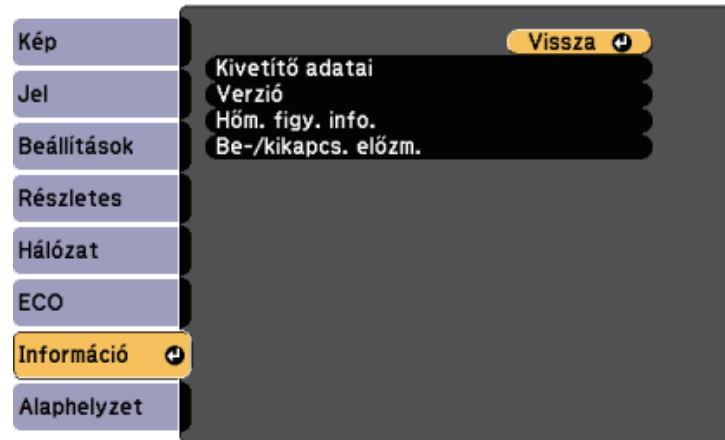 Kép
Jel
Beállítások
Részletes
Hálózat
ECO
Információ
Alaphelyzet
Vissza
Kivetítő adatai
Verzió
Hőm. figy. info.
Be-/kikapcs. előzm.